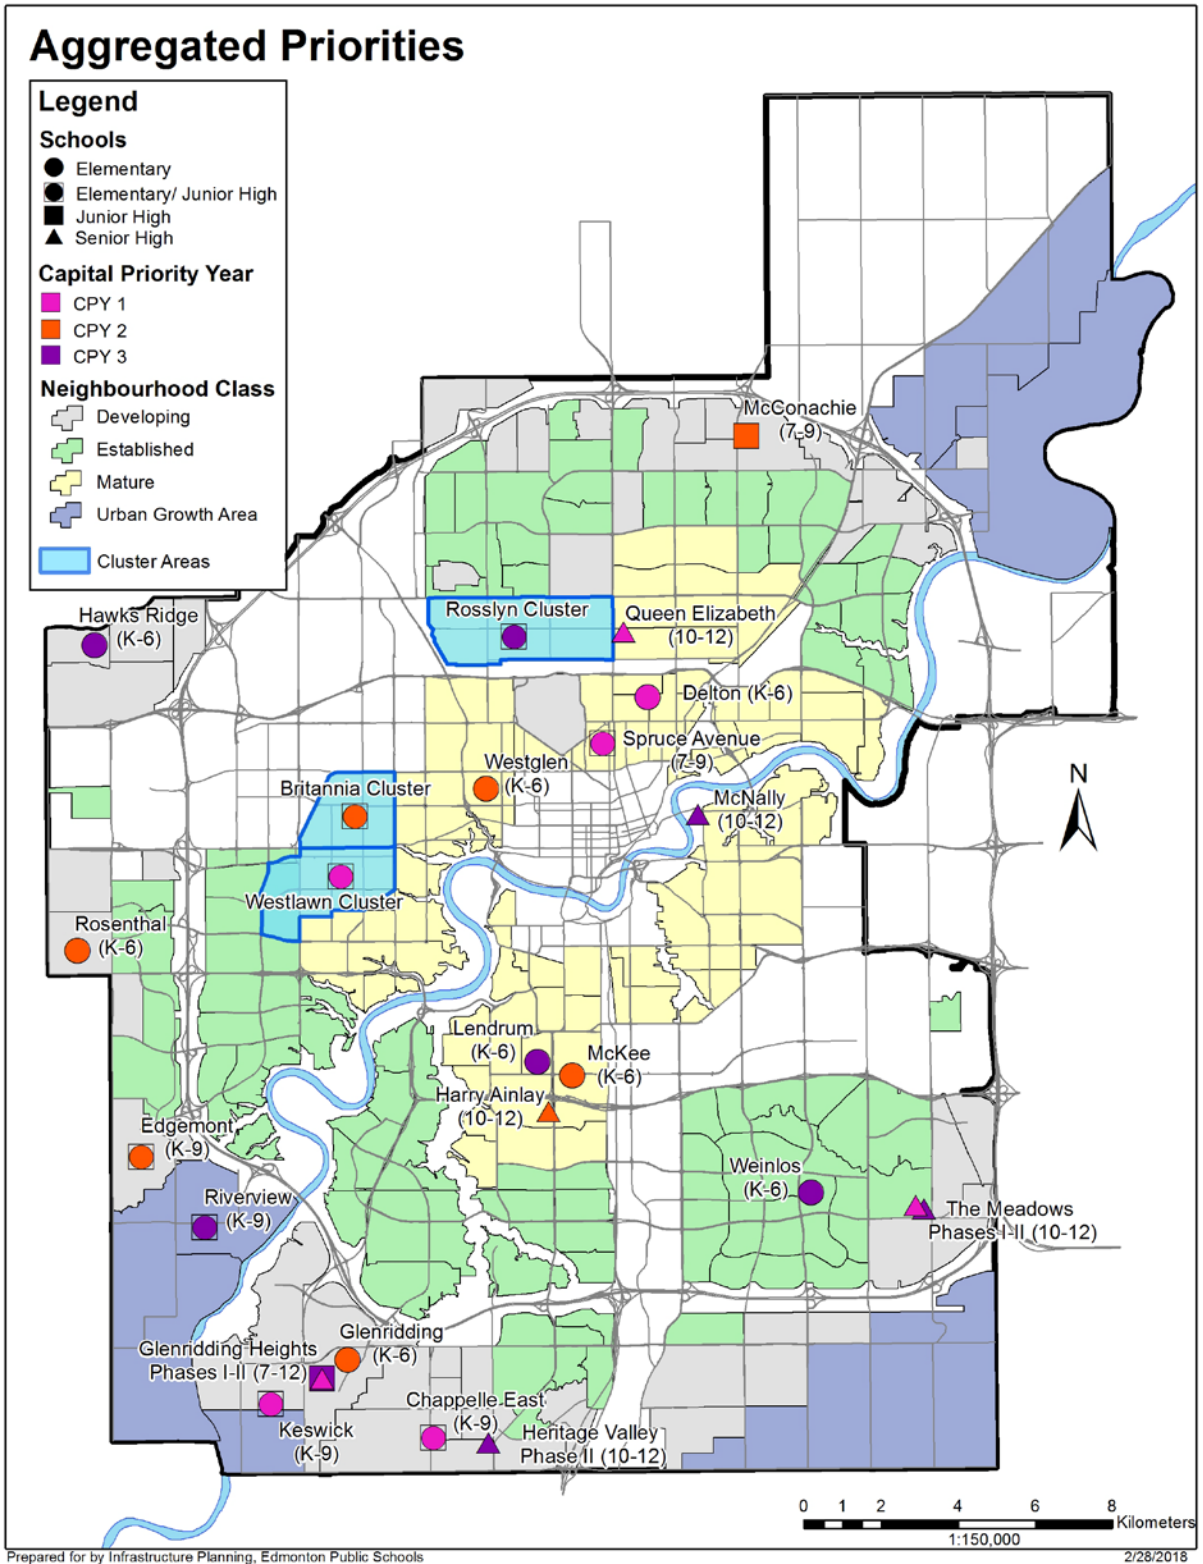 Aggregated Priorities
Legend
Schools
Elementary
Elementary/ Junior High
Junior High
Senior High
Capital Priority Year
CPY 1
CPY 2
CPY 3
Neighbourhood Class
Developing
Established
Mature
Urban Growth Area
Cluster Areas
McConachie
(7-9)
Hawks Ridge
(K-6)
Rosslyn Cluster
Queen Elizabeth
(10-12)
Delton (K-6)
Spruce Avenue
(7-9)
Westglen
(K-6)
Britannia Cluster
McNally
(10-12)
N
Westlawn Cluster
Rosenthal
(K-6)
Lendrum
(K-6)
McKee
(K-6)
Harry Ainlay
(10-12)
Edgemont
(K-9)
Weinlos
(K-6)
Riverview
(K-9)
The Meadows
Phases I-II (10-12)
Glenridding
(K-6)
Glenridding Heights
Phases I-II (7-12)
Chappelle East
(K-9)
Keswick
(K-9)
Heritage Valley
Phase II (10-12)
0 1 2 4 6 8
Kilometers
1:150,000
Prepared for by Infrastructure Planning, Edmonton Public Schools
2/28/2018